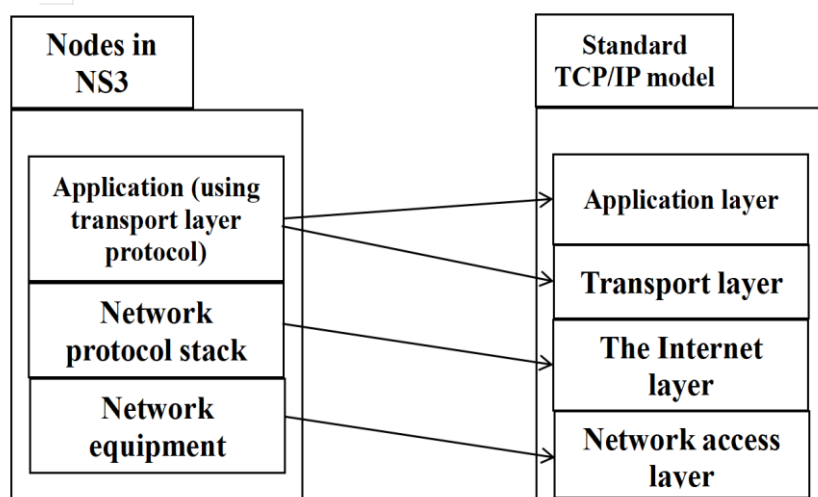 Nodes in
NS3
Standard
TCP/IP model
Application (using
transport layer
protocol)
Application layer
Transport layer
Network
protocol stack
The Internet
layer
Network
equipment
Network access
layer